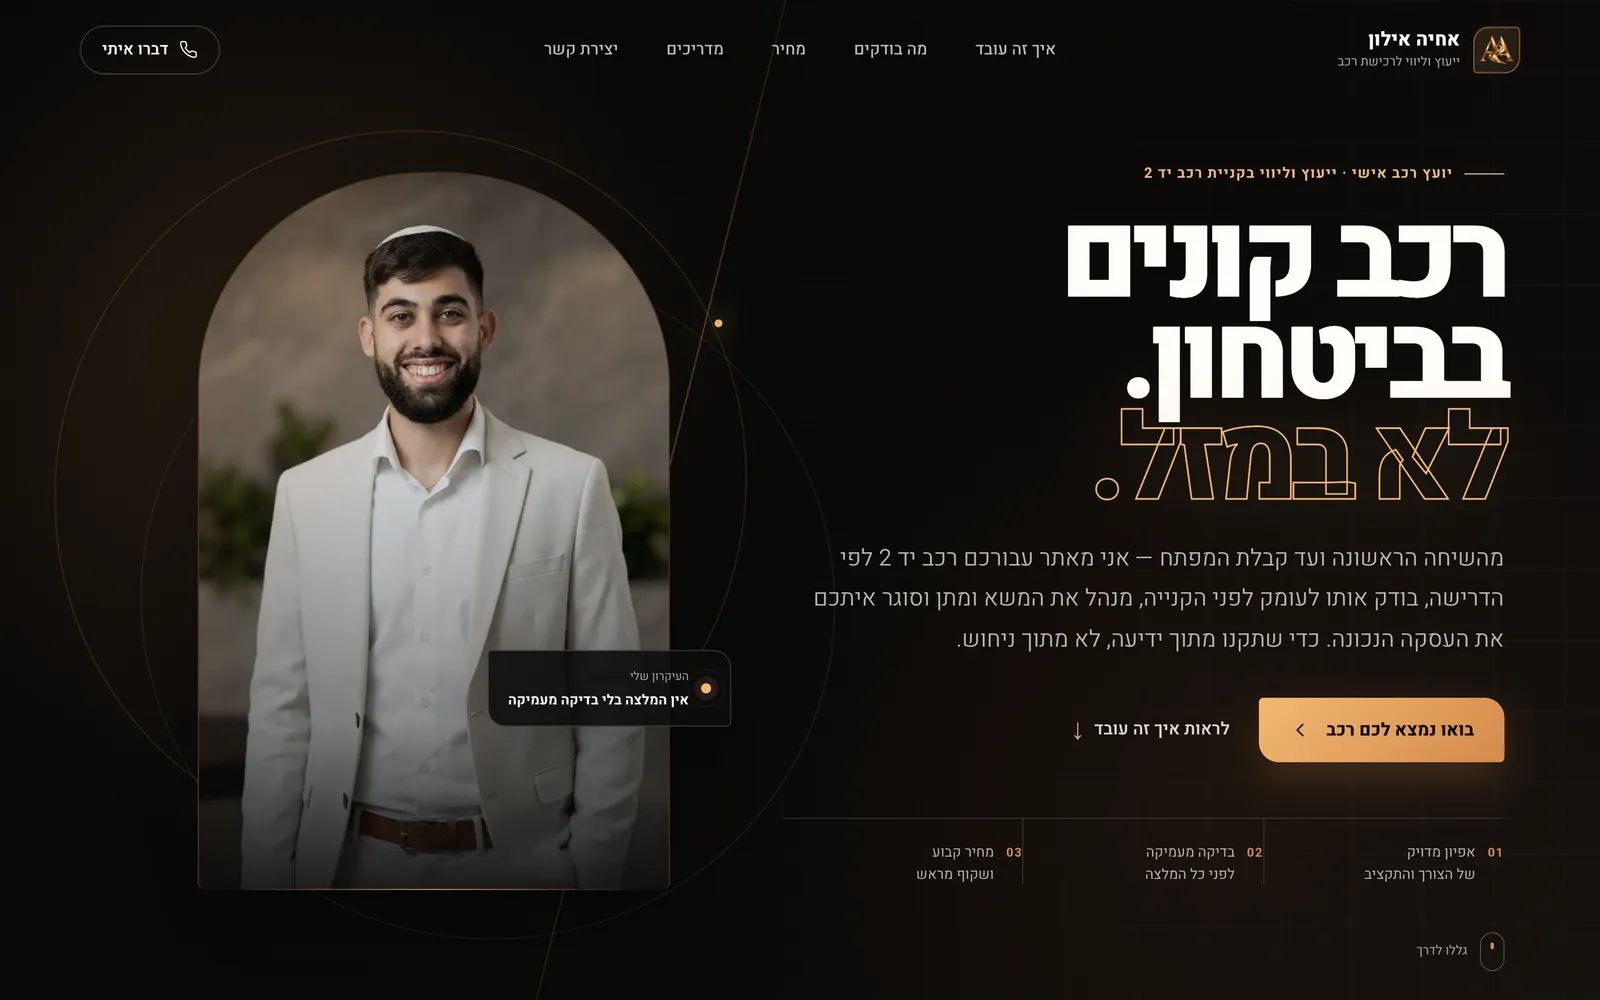 אחיה אילון
ייעוץ וליווי לרכישת רכב
איך זה עובד
מה בודקים
מחיר
מדריכים
יצירת קשר
דברו איתי
יועץ רכב אישי · ייעוץ וליווי בקניית רכב יד 2
רכב קונים
בביטחון.
לא במזל.
מהשיחה הראשונה ועד קבלת המפתח — אני מאתר עבורכם רכב יד 2 לפי
הדרישה, בודק אותו לעומק לפני הקנייה, מנהל את המשא ומתן וסוגר איתכם
את העסקה הנכונה. כדי שתקנו מתוך ידיעה, לא מתוך ניחוש.
בואו נמצא לכם רכב
לראות איך זה עובד ↓
העיקרון שלי
אין המלצה בלי בדיקה מעמיקה
01 אפיון מדויק
של הצורך והתקציב
02 בדיקה מעמיקה
לפני כל המלצה
03 מחיר קבוע
ושקוף מראש
גללו לדרך